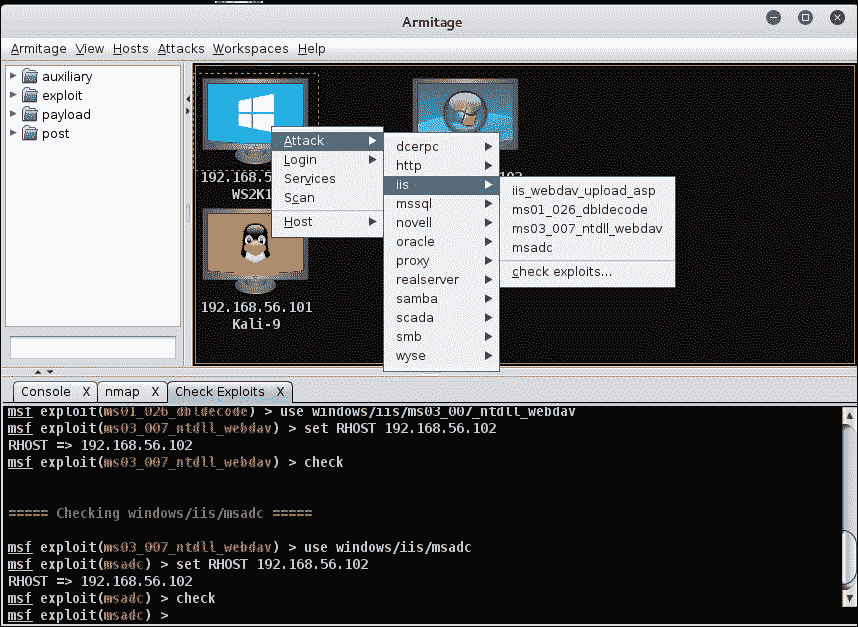 Armitage
Armitage View Hosts Attacks Workspaces Help
auxiliary
exploit
payload
post
192.168.5
WS2K1
192.168.56.101
Kali-9
Attack
Login
Services
Scan
Host
dcerpc
http
iis
mssql
novell
oracle
proxy
realserver
samba
scada
smb
wyse
iis_webdav_upload_asp
ms01_026_dbldecode
ms03_007_ntdll_webdav
msadc
check exploits...
Console X nmap X Check Exploits X
msf exploit(ms01_026_dbldecode) > use windows/iis/ms03_007_ntdll_webdav
msf exploit(ms03_007_ntdll_webdav) > set RHOST 192.168.56.102
RHOST => 192.168.56.102
msf exploit(ms03_007_ntdll_webdav) > check
===== Checking windows/iis/msadc =====
msf exploit(ms03_007_ntdll_webdav) > use windows/iis/msadc
msf exploit(msadc) > set RHOST 192.168.56.102
RHOST => 192.168.56.102
msf exploit(msadc) > check
msf exploit(msadc) >